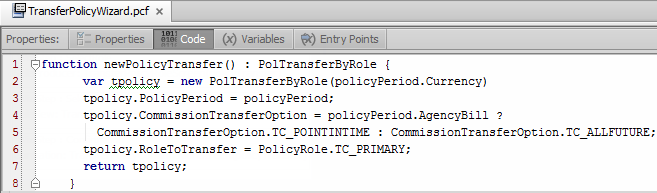 TransferPolicyWizard.pcf ×
Properties: Properties Code Variables Entry Points
1 function newPolicyTransfer() : PolTransferByRole {
2 var tpolicy = new PolTransferByRole(policyPeriod.Currency)
3 tpolicy.PolicyPeriod = policyPeriod;
4 tpolicy.CommissionTransferOption = policyPeriod.AgencyBill ?
5 CommissionTransferOption.TC_POINTINTIME : CommissionTransferOption.TC_ALLFUTURE;
6 tpolicy.RoleToTransfer = PolicyRole.TC_PRIMARY;
7 return tpolicy;
8 }